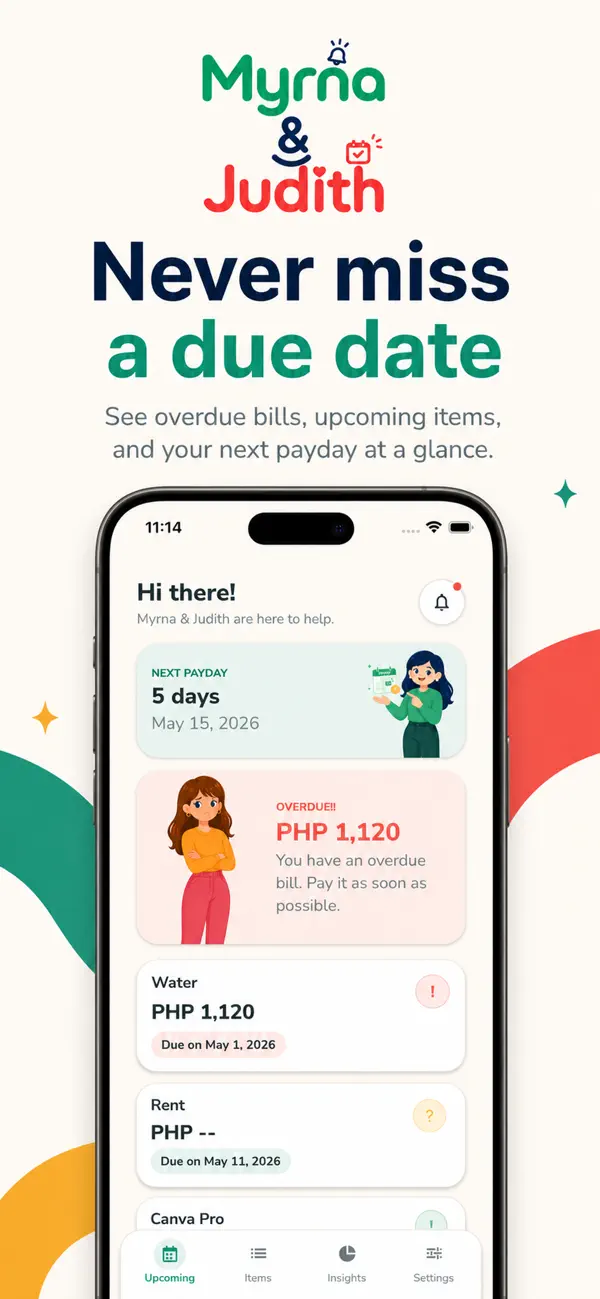 Myrna
&
Judith
Never miss
a due date
See overdue bills, upcoming items,
and your next payday at a glance.
11:14
Hi there!
Myrna & Judith are here to help.
NEXT PAYDAY
5 days
May 15, 2026
OVERDUE!!
PHP 1,120
You have an overdue
bill. Pay it as soon as
possible.
Water
!
PHP 1,120
Due on May 1, 2026
Rent
?
PHP --
Due on May 11, 2026
Canva Pro
!
Upcoming
Items
Insights
Settings